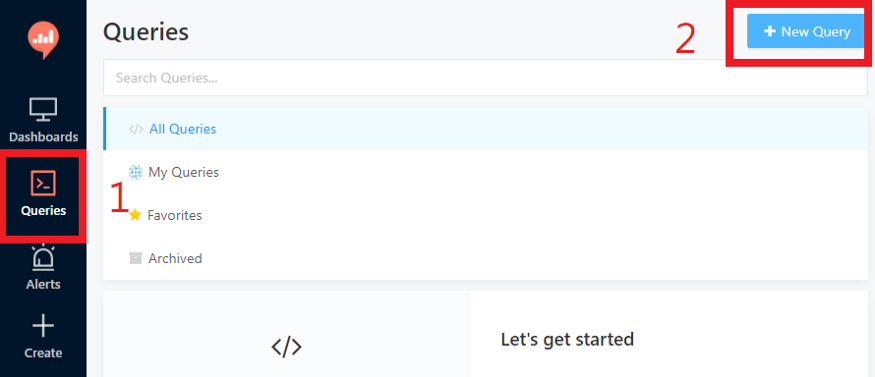 Queries
2
+ New Query
Search Queries...
Dashboards
</> All Queries
My Queries
1
Queries
Favorites
Archived
Alerts
Create
</>
Let's get started